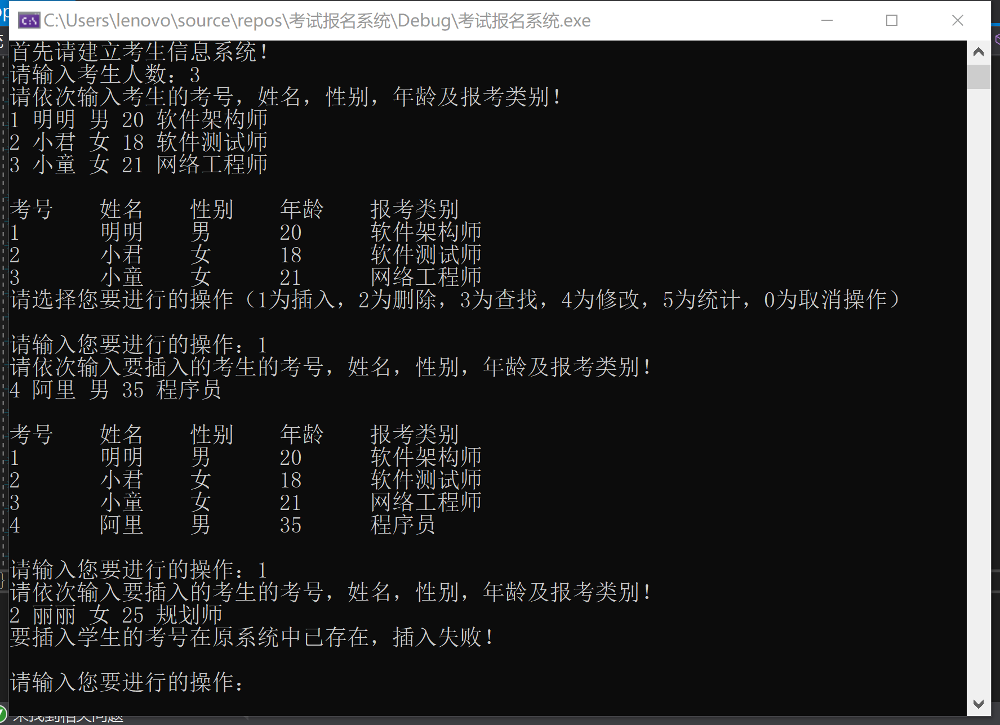 C:\Users\lenovo\source\repos\考试报名系统\Debug\考试报名系统.exe
首先请建立考生信息系统！
请输入考生人数：3
请依次输入考生的考号，姓名，性别，年龄及报考类别！
1 明明 男 20 软件架构师
2 小君 女 18 软件测试师
3 小童 女 21 网络工程师
考号 姓名 性别 年龄 报考类别
1 明明 男 20 软件架构师
2 小君 女 18 软件测试师
3 小童 女 21 网络工程师
请选择您要进行的操作（1为插入，2为删除，3为查找，4为修改，5为统计，0为取消操作）
请输入您要进行的操作：1
请依次输入要插入的考生的考号，姓名，性别，年龄及报考类别！
4 阿里 男 35 程序员
考号 姓名 性别 年龄 报考类别
1 明明 男 20 软件架构师
2 小君 女 18 软件测试师
3 小童 女 21 网络工程师
4 阿里 男 35 程序员
请输入您要进行的操作：1
请依次输入要插入的考生的考号，姓名，性别，年龄及报考类别！
2 丽丽 女 25 规划师
要插入学生的考号在原系统中已存在，插入失败！
请输入您要进行的操作：
未找到相关问题